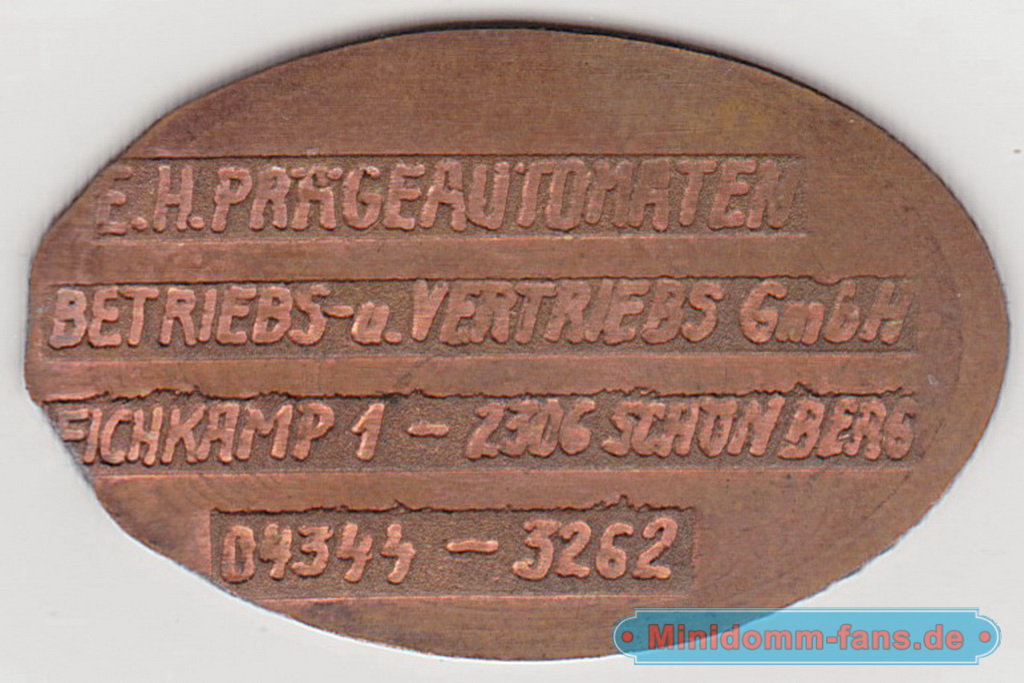 E.H.PRÄGEAUTOMATEN
BETRIEBS-u.VERTRIEBS GmbH
EICHKAMP 1 - 2306 SCHÖNBERG
04344 - 3262
Minidomm-fans.de